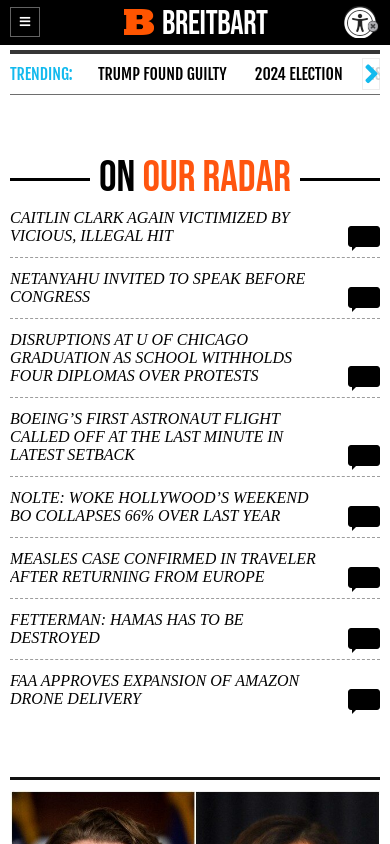 B BREITBART
TRENDING: TRUMP FOUND GUILTY 2024 ELECTION
ON OUR RADAR
CAITLIN CLARK AGAIN VICTIMIZED BY
VICIOUS, ILLEGAL HIT
NETANYAHU INVITED TO SPEAK BEFORE
CONGRESS
DISRUPTIONS AT U OF CHICAGO
GRADUATION AS SCHOOL WITHHOLDS
FOUR DIPLOMAS OVER PROTESTS
BOEING’S FIRST ASTRONAUT FLIGHT
CALLED OFF AT THE LAST MINUTE IN
LATEST SETBACK
NOLTE: WOKE HOLLYWOOD’S WEEKEND
BO COLLAPSES 66% OVER LAST YEAR
MEASLES CASE CONFIRMED IN TRAVELER
AFTER RETURNING FROM EUROPE
FETTERMAN: HAMAS HAS TO BE
DESTROYED
FAA APPROVES EXPANSION OF AMAZON
DRONE DELIVERY